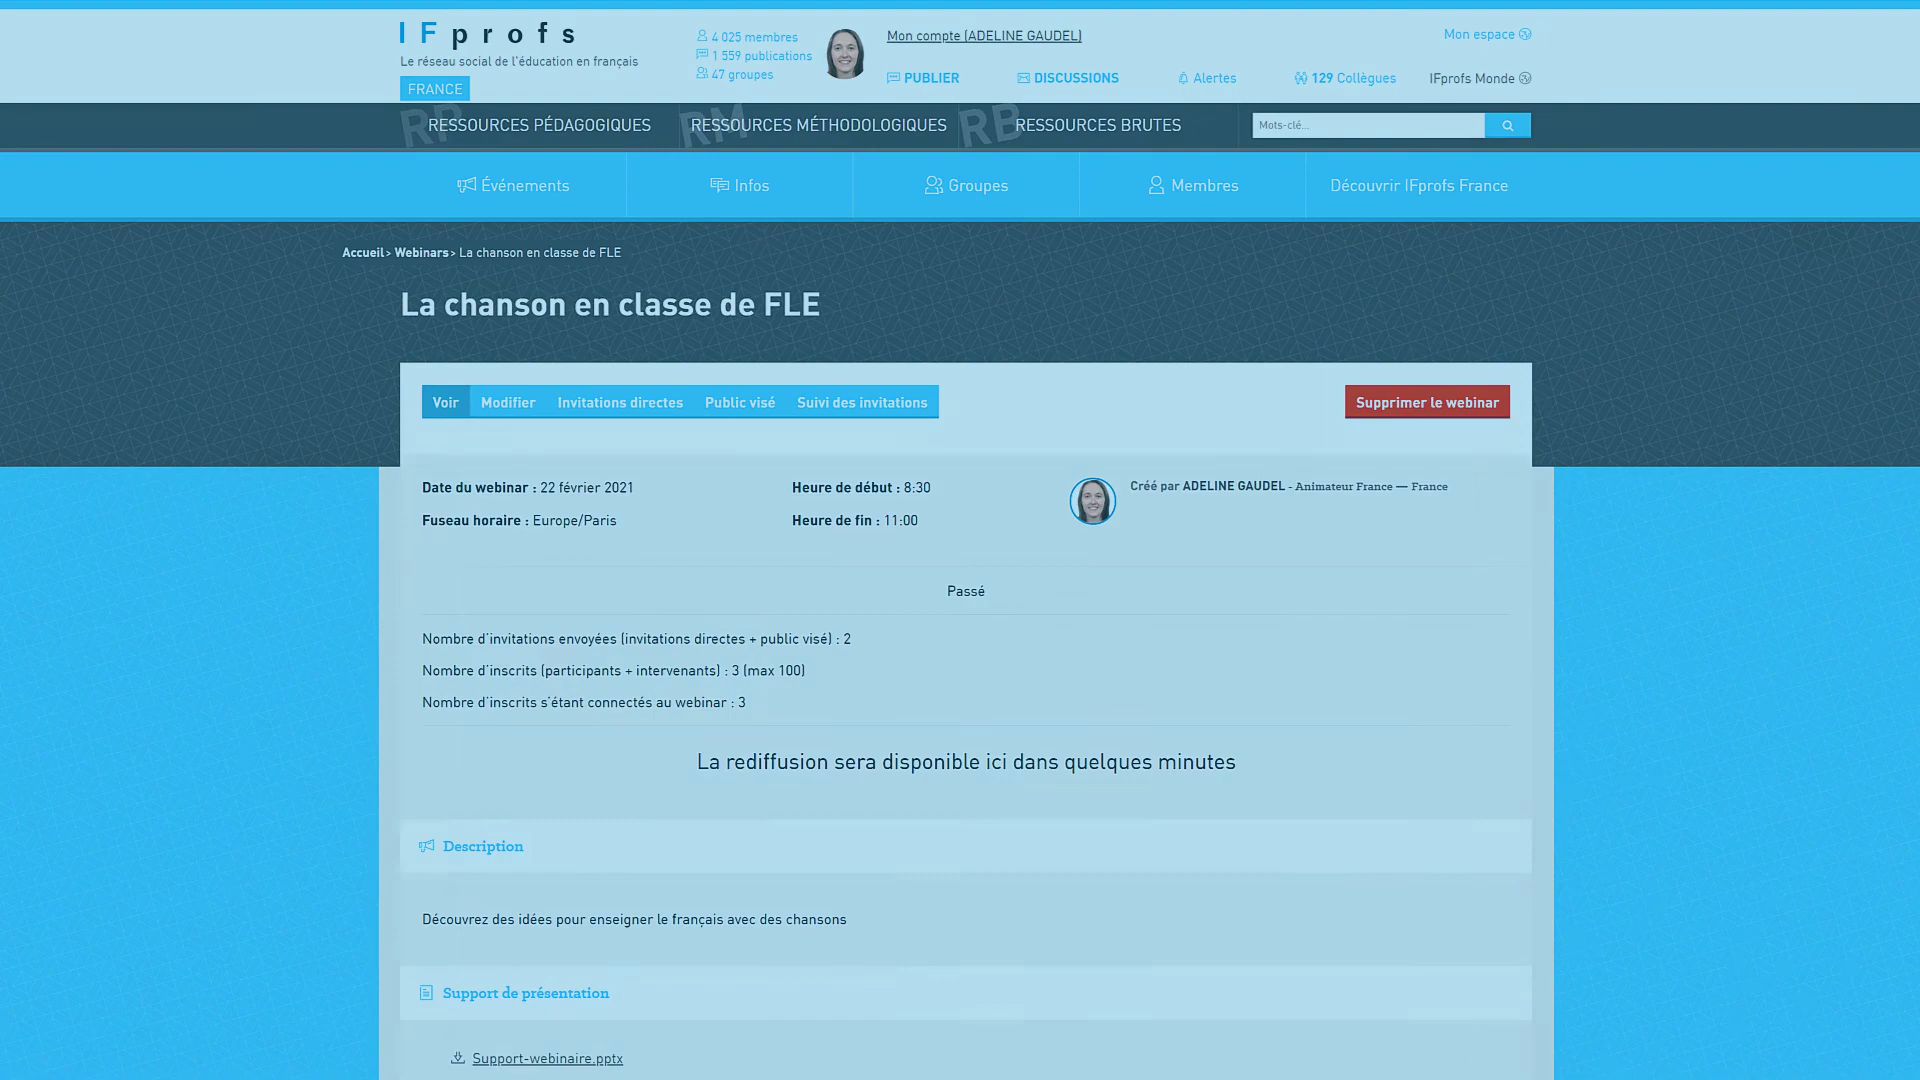 IFprofs
Le réseau social de l'éducation en français
FRANCE
4 025 membres
1 559 publications
47 groupes
Mon compte (ADELINE GAUDEL)
Mon espace
PUBLIER
DISCUSSIONS
Alertes
129 Collègues
IFprofs Monde
RP RESSOURCES PÉDAGOGIQUES
RM RESSOURCES MÉTHODOLOGIQUES
RB RESSOURCES BRUTES
Mots-clé...
Événements
Infos
Groupes
Membres
Découvrir IFprofs France
Accueil > Webinars > La chanson en classe de FLE
La chanson en classe de FLE
Voir
Modifier
Invitations directes
Public visé
Suivi des invitations
Supprimer le webinar
Date du webinar : 22 février 2021
Heure de début : 8:30
Créé par ADELINE GAUDEL - Animateur France — France
Fuseau horaire : Europe/Paris
Heure de fin : 11:00
Passé
Nombre d'invitations envoyées (invitations directes + public visé) : 2
Nombre d'inscrits (participants + intervenants) : 3 (max 100)
Nombre d'inscrits s'étant connectés au webinar : 3
La rediffusion sera disponible ici dans quelques minutes
Description
Découvrez des idées pour enseigner le français avec des chansons
Support de présentation
Support-webinaire.pptx